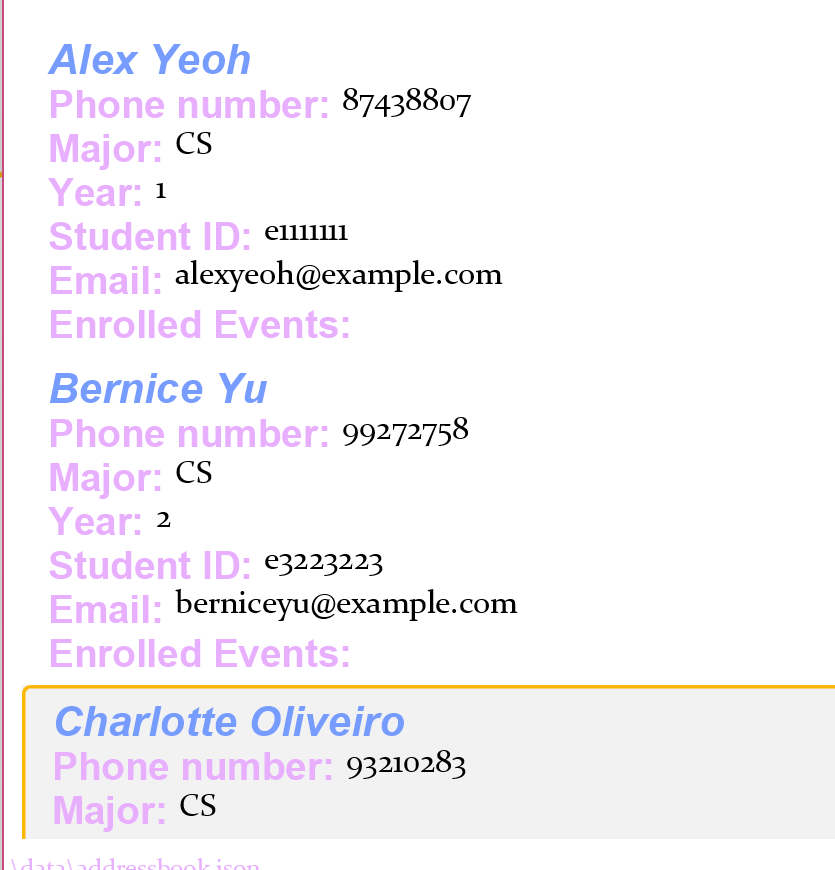 Alex Yeoh
Phone number: 87438807
Major: CS
Year: 1
Student ID: e1111111
Email: alexyeoh@example.com
Enrolled Events:
Bernice Yu
Phone number: 99272758
Major: CS
Year: 2
Student ID: e3223223
Email: berniceyu@example.com
Enrolled Events:
Charlotte Oliveiro
Phone number: 93210283
Major: CS
\data\addressbook.json